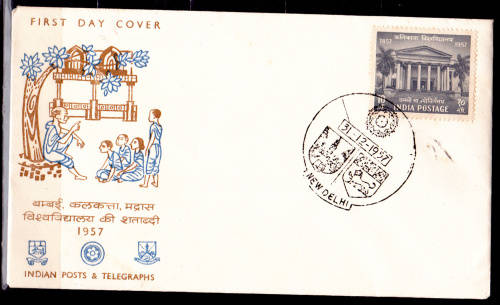 FIRST DAY COVER
बम्बई, कलकत्ता, मद्रास
विश्वविद्यालय की शताब्दी
1957
INDIAN POSTS & TELEGRAPHS
1857
1957
INDIA POSTAGE
31-12-1957
NEW DELHI